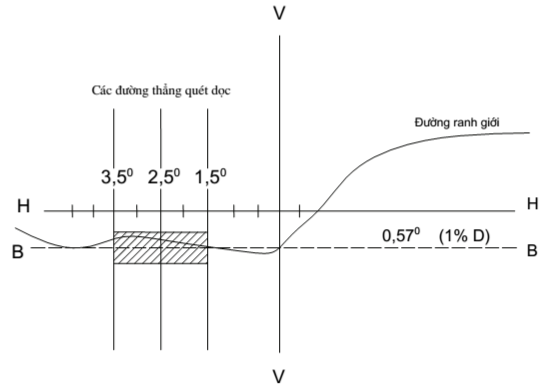 V
Các đường thẳng quét dọc
Đường ranh giới
3,5⁰ 2,5⁰ 1,5⁰
H H
0,57⁰ (1% D)
B B
V